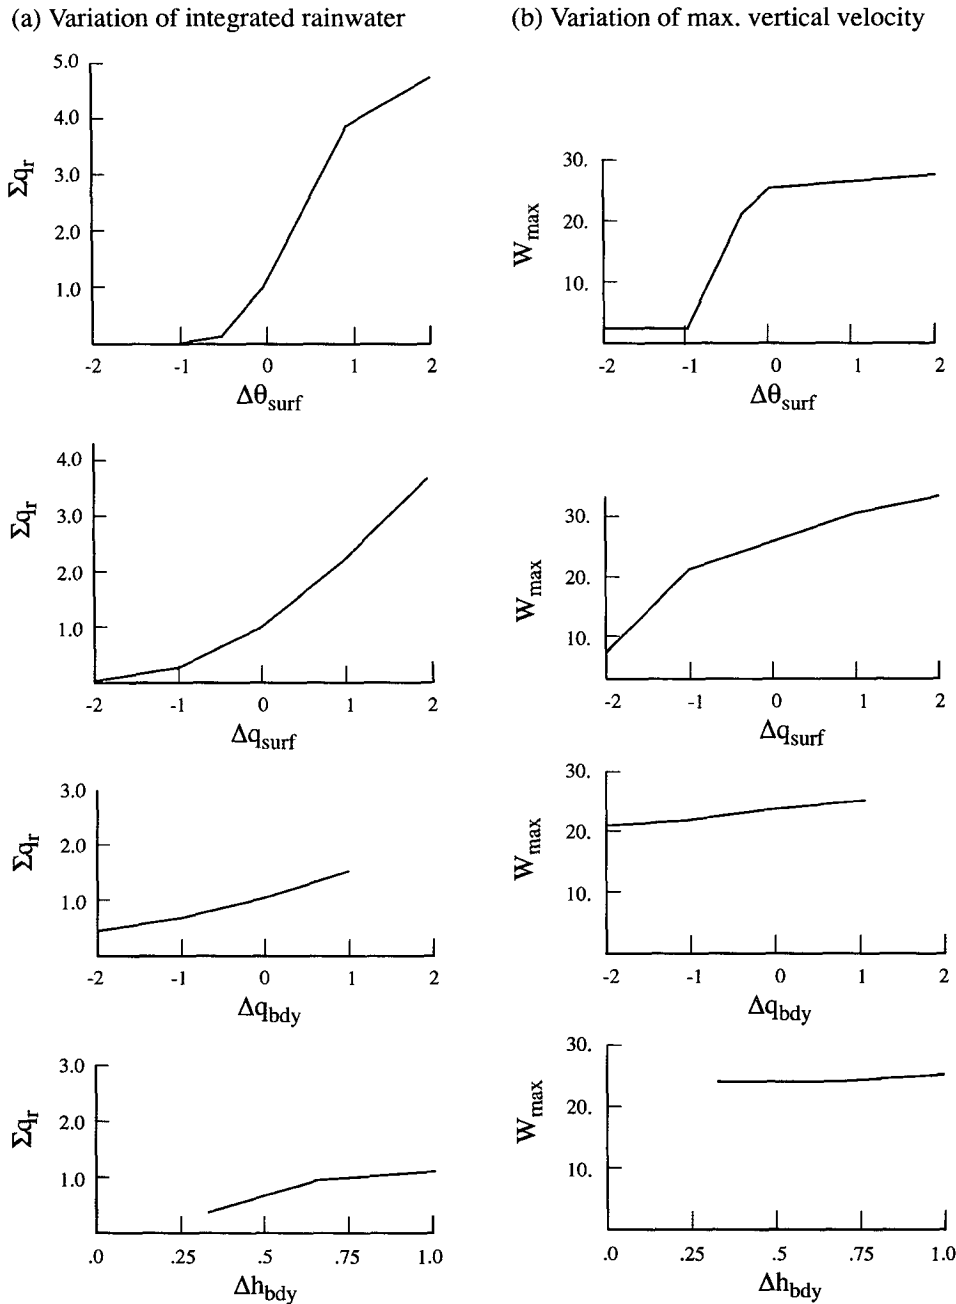 (a) Variation of integrated rainwater
(b) Variation of max. vertical velocity
5.0
4.0
3.0
2.0
1.0
Σqr
-2 -1 0 1 2
Δθsurf
30.
20.
10.
Wmax
-2 -1 0 1 2
Δθsurf
4.0
3.0
2.0
1.0
Σqr
-2 -1 0 1 2
Δqsurf
30.
20.
10.
Wmax
-2 -1 0 1 2
Δqsurf
3.0
2.0
1.0
Σqr
-2 -1 0 1 2
Δqbdy
30.
20.
10.
Wmax
-2 -1 0 1 2
Δqbdy
3.0
2.0
1.0
Σqr
.0 .25 .5 .75 1.0
Δhbdy
30.
20.
10.
Wmax
.0 .25 .5 .75 1.0
Δhbdy